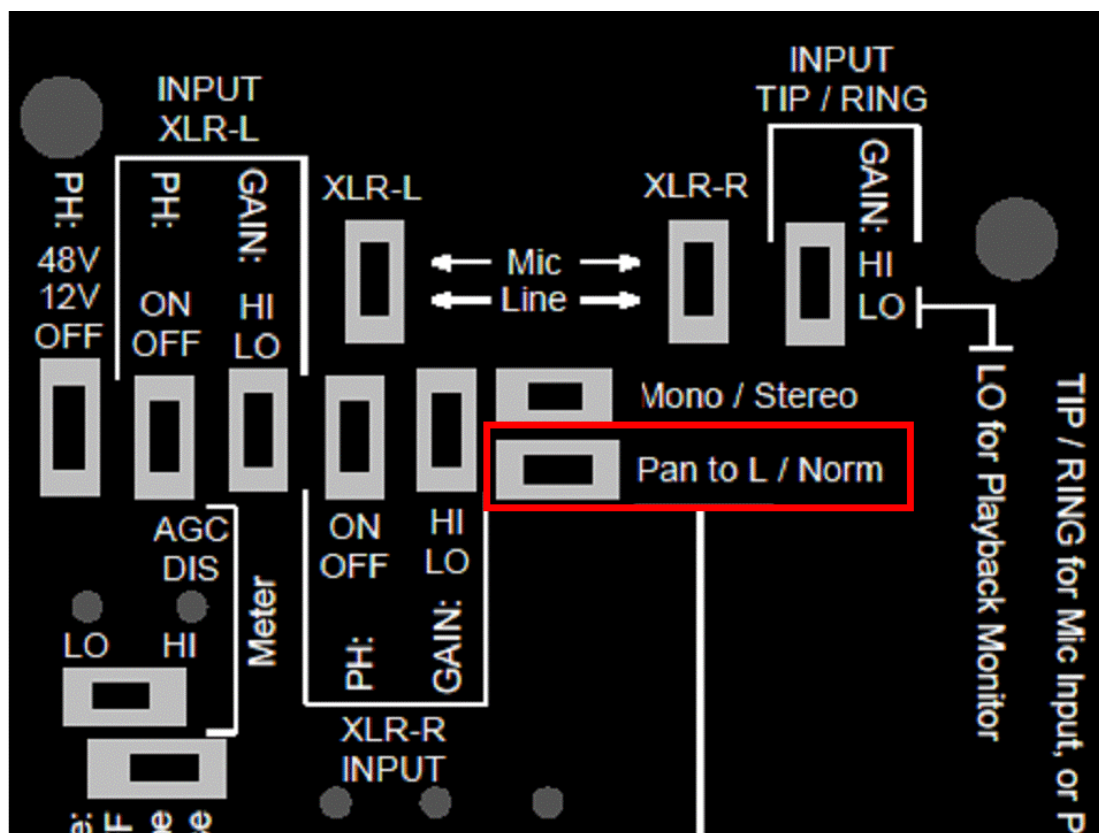 INPUT
XLR-L
INPUT
TIP / RING
PH:
48V
12V
OFF
PH:
ON
OFF
GAIN:
HI
LO
XLR-L
Mic
Line
XLR-R
GAIN:
HI
LO
Mono / Stereo
Pan to L / Norm
LO for Playback Monitor
TIP / RING for Mic Input, or P
AGC
DIS
LO HI
Meter
ON
OFF
PH:
HI
LO
GAIN:
XLR-R
INPUT